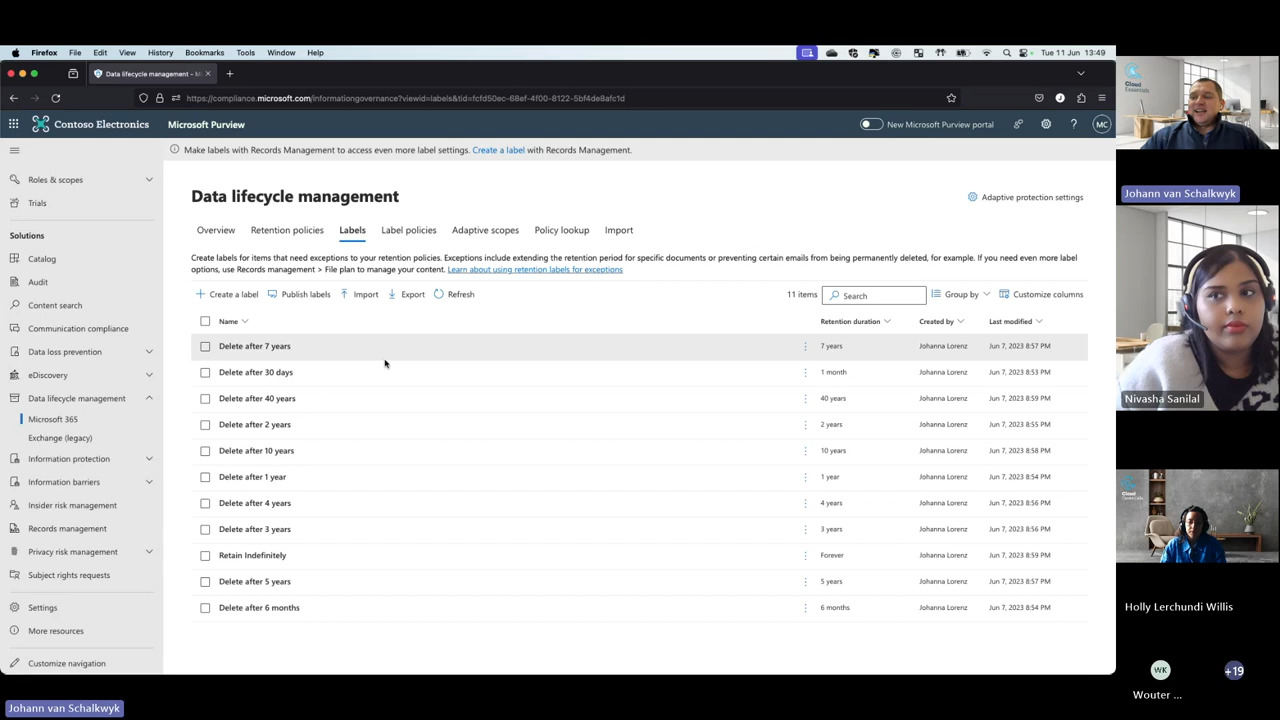 Firefox File Edit View History Bookmarks Tools Window Help Tue 11 Jun 13:49
Data lifecycle management – M
https://compliance.microsoft.com/informationgovernance?viewid=labels&tid=fcfd50ec-68ef-4f00-8122-5bf4de8afc1d
Contoso Electronics Microsoft Purview New Microsoft Purview portal MC
Make labels with Records Management to access even more label settings. Create a label with Records Management.
Roles & scopes
Trials
Solutions
Catalog
Audit
Content search
Communication compliance
Data loss prevention
eDiscovery
Data lifecycle management
Microsoft 365
Exchange (legacy)
Information protection
Information barriers
Insider risk management
Records management
Privacy risk management
Subject rights requests
Settings
More resources
Customize navigation
Data lifecycle management
Adaptive protection settings
Overview Retention policies Labels Label policies Adaptive scopes Policy lookup Import
Create labels for items that need exceptions to your retention policies. Exceptions include extending the retention period for specific documents or preventing certain emails from being permanently deleted, for example. If you need even more label
options, use Records management > File plan to manage your content. Learn about using retention labels for exceptions
Create a label Publish labels Import Export Refresh 11 items Search Group by Customize columns
Name Retention duration Created by Last modified
Delete after 7 years 7 years Johanna Lorenz Jun 7, 2023 8:57 PM
Delete after 30 days 1 month Johanna Lorenz Jun 7, 2023 8:53 PM
Delete after 40 years 40 years Johanna Lorenz Jun 7, 2023 8:59 PM
Delete after 2 years 2 years Johanna Lorenz Jun 7, 2023 8:55 PM
Delete after 10 years 10 years Johanna Lorenz Jun 7, 2023 8:58 PM
Delete after 1 year 1 year Johanna Lorenz Jun 7, 2023 8:54 PM
Delete after 4 years 4 years Johanna Lorenz Jun 7, 2023 8:56 PM
Delete after 3 years 3 years Johanna Lorenz Jun 7, 2023 8:56 PM
Retain Indefinitely Forever Johanna Lorenz Jun 7, 2023 8:59 PM
Delete after 5 years 5 years Johanna Lorenz Jun 7, 2023 8:57 PM
Delete after 6 months 6 months Johanna Lorenz Jun 7, 2023 8:54 PM
Cloud
Essentials
Johann van Schalkwyk
Nivasha Sanilal
Cloud
Essentials
Holly Lerchundi Willis
WK +19
Wouter ...
Johann van Schalkwyk